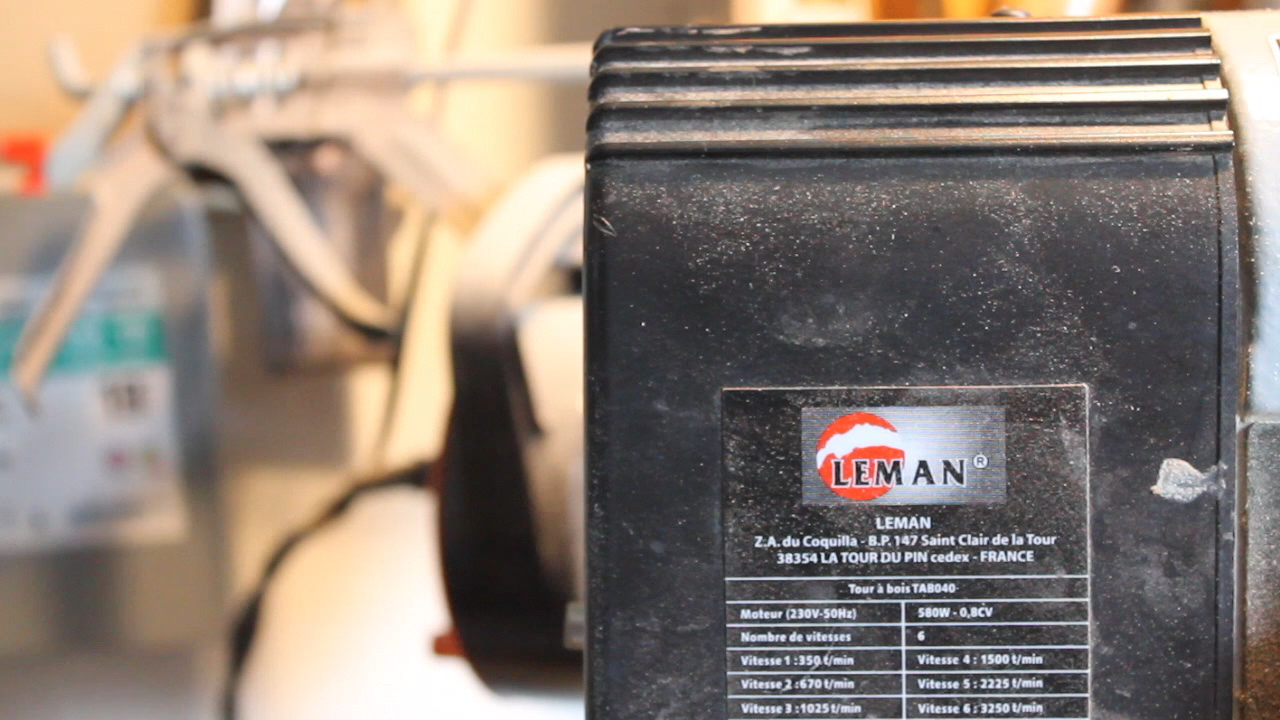 LEMAN®
LEMAN
Z.A. du Coquilla - B.P. 147 Saint Clair de la Tour
38354 LA TOUR DU PIN cedex - FRANCE
Tour à bois TAB040
Moteur (230V-50Hz) 580W - 0,8CV
Nombre de vitesses 6
Vitesse 1 : 350 t/min Vitesse 4 : 1500 t/min
Vitesse 2 : 670 t/min Vitesse 5 : 2225 t/min
Vitesse 3 : 1025 t/min Vitesse 6 : 3250 t/min